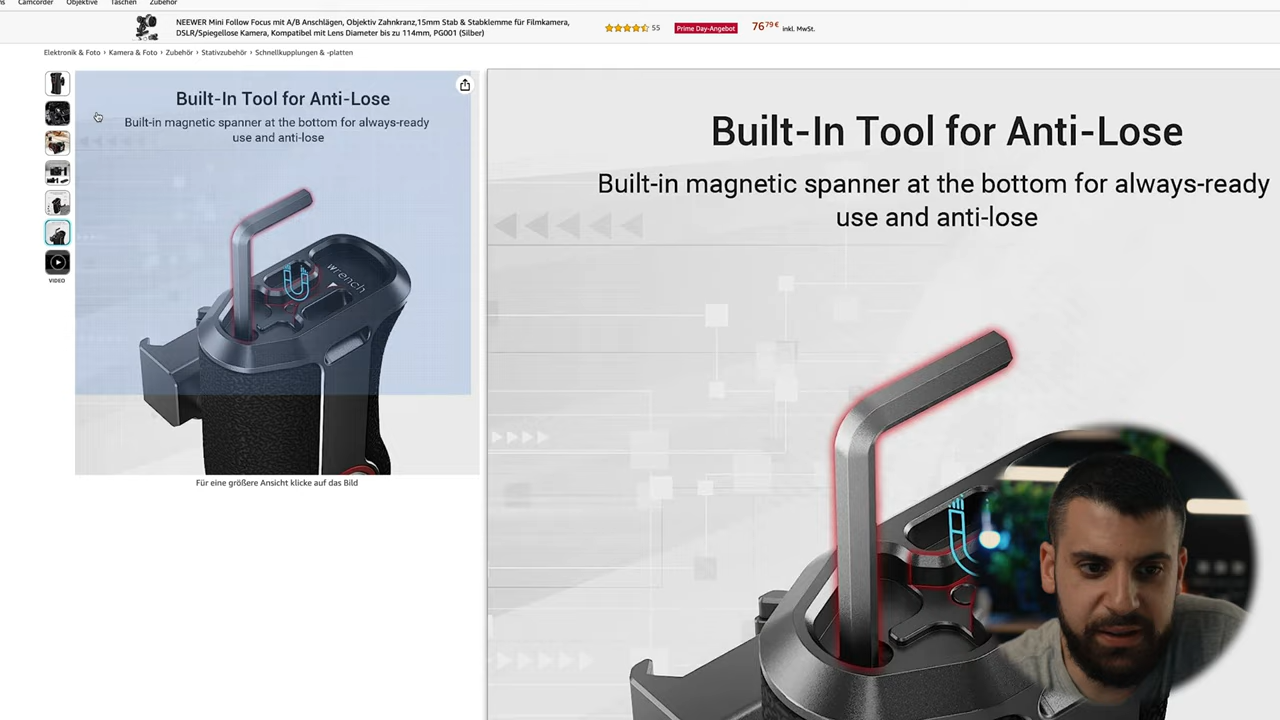 Camcorder Objektive Taschen Zubehör
NEEWER Mini Follow Focus mit A/B Anschlägen, Objektiv Zahnkranz,15mm Stab & Stabklemme für Filmkamera,
DSLR/Spiegellose Kamera, Kompatibel mit Lens Diameter bis zu 114mm, PG001 (Silber)
55
Prime Day-Angebot
7679€ inkl. MwSt.
Elektronik & Foto › Kamera & Foto › Zubehör › Stativzubehör › Schnellkupplungen & -platten
Built-In Tool for Anti-Lose
Built-in magnetic spanner at the bottom for always-ready
use and anti-lose
wrench
VIDEO
Für eine größere Ansicht klicke auf das Bild
Built-In Tool for Anti-Lose
Built-in magnetic spanner at the bottom for always-ready
use and anti-lose